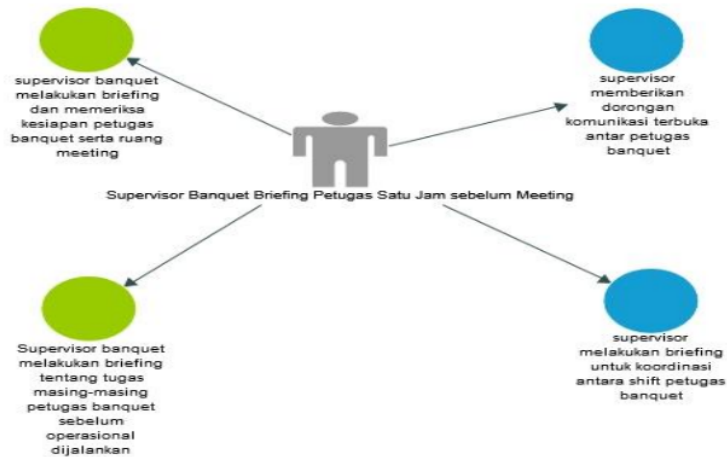 supervisor banquet
melakukan briefing
dan memeriksa
kesiapan petugas
banquet serta ruang
meeting
supervisor
memberikan
dorongan
komunikasi terbuka
antar petugas
banquet
Supervisor Banquet Briefing Petugas Satu Jam sebelum Meeting
Supervisor banquet
melakukan briefing
tentang tugas
masing-masing
petugas banquet
sebelum
operasional
dijalankan
supervisor
melakukan briefing
untuk koordinasi
antara shift petugas
banquet